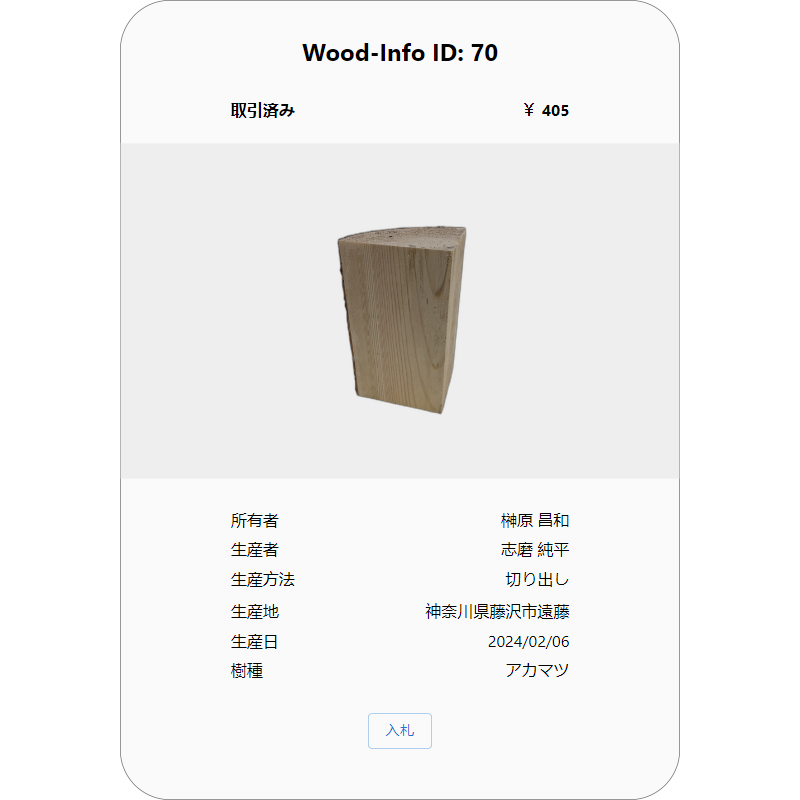 Wood-Info ID: 70
取引済み ￥ 405
所有者 榊原 昌和
生産者 志磨 純平
生産方法 切り出し
生産地 神奈川県藤沢市遠藤
生産日 2024/02/06
樹種 アカマツ
入札